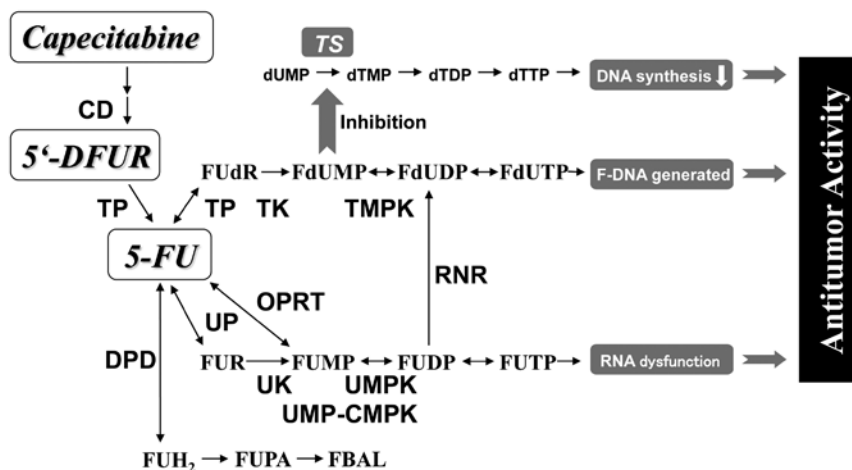 Capecitabine
CD
5‘-DFUR
TP
5-FU
TS
dUMP → dTMP → dTDP → dTTP → DNA synthesis ⬇
Inhibition
FUdR → FdUMP ↔ FdUDP ↔ FdUTP → F-DNA generated
TP TK TMPK
RNR
OPRT
UP
DPD
FUR → FUMP ↔ FUDP ↔ FUTP → RNA dysfunction
UK UMPK
UMP-CMPK
FUH₂ → FUPA → FBAL
Antitumor Activity